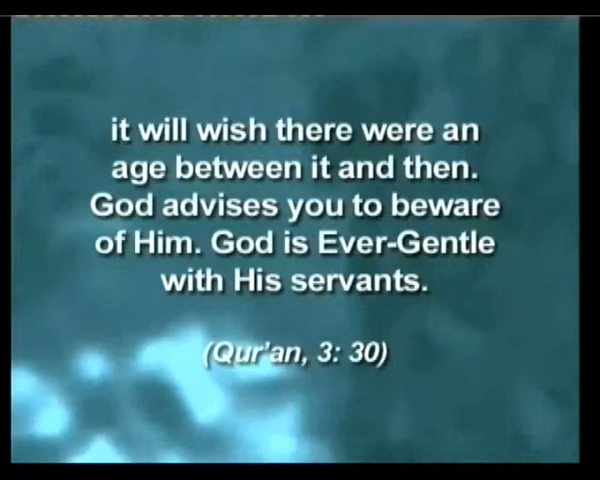 it will wish there were an
age between it and then.
God advises you to beware
of Him. God is Ever-Gentle
with His servants.
(Qur'an, 3: 30)